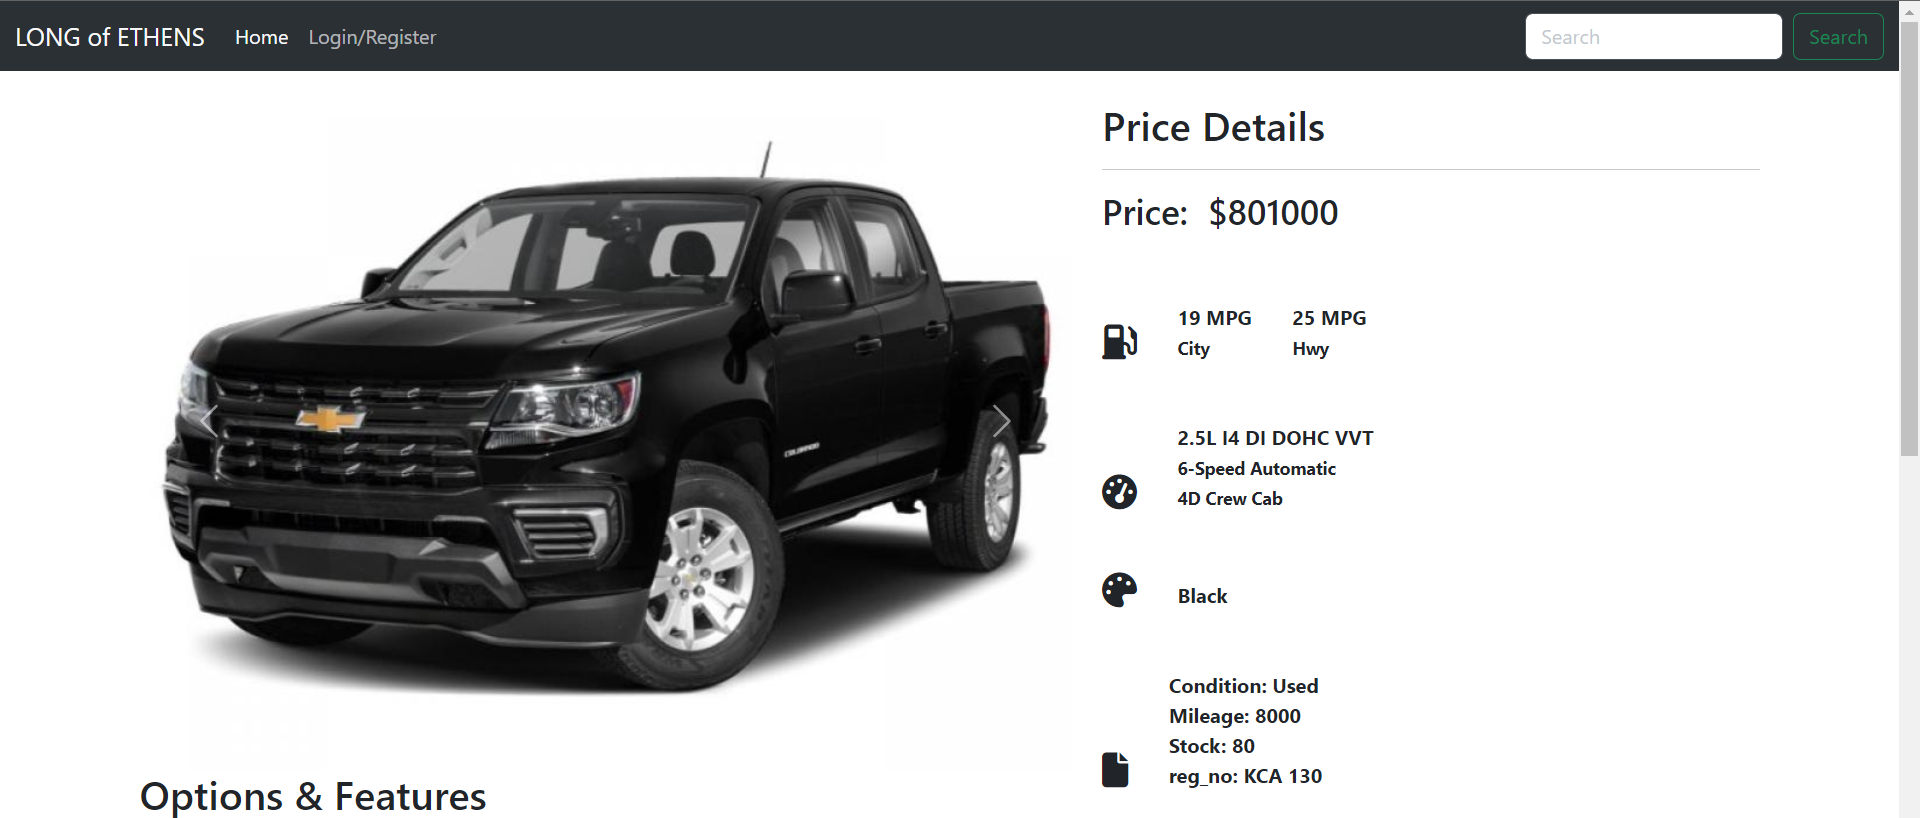 LONG of ETHENS Home Login/Register Search Search
Price Details
Price: $801000
19 MPG 25 MPG
City Hwy
2.5L I4 DI DOHC VVT
6-Speed Automatic
4D Crew Cab
COLORADO
Black
Condition: Used
Mileage: 8000
Stock: 80
reg_no: KCA 130
Options & Features